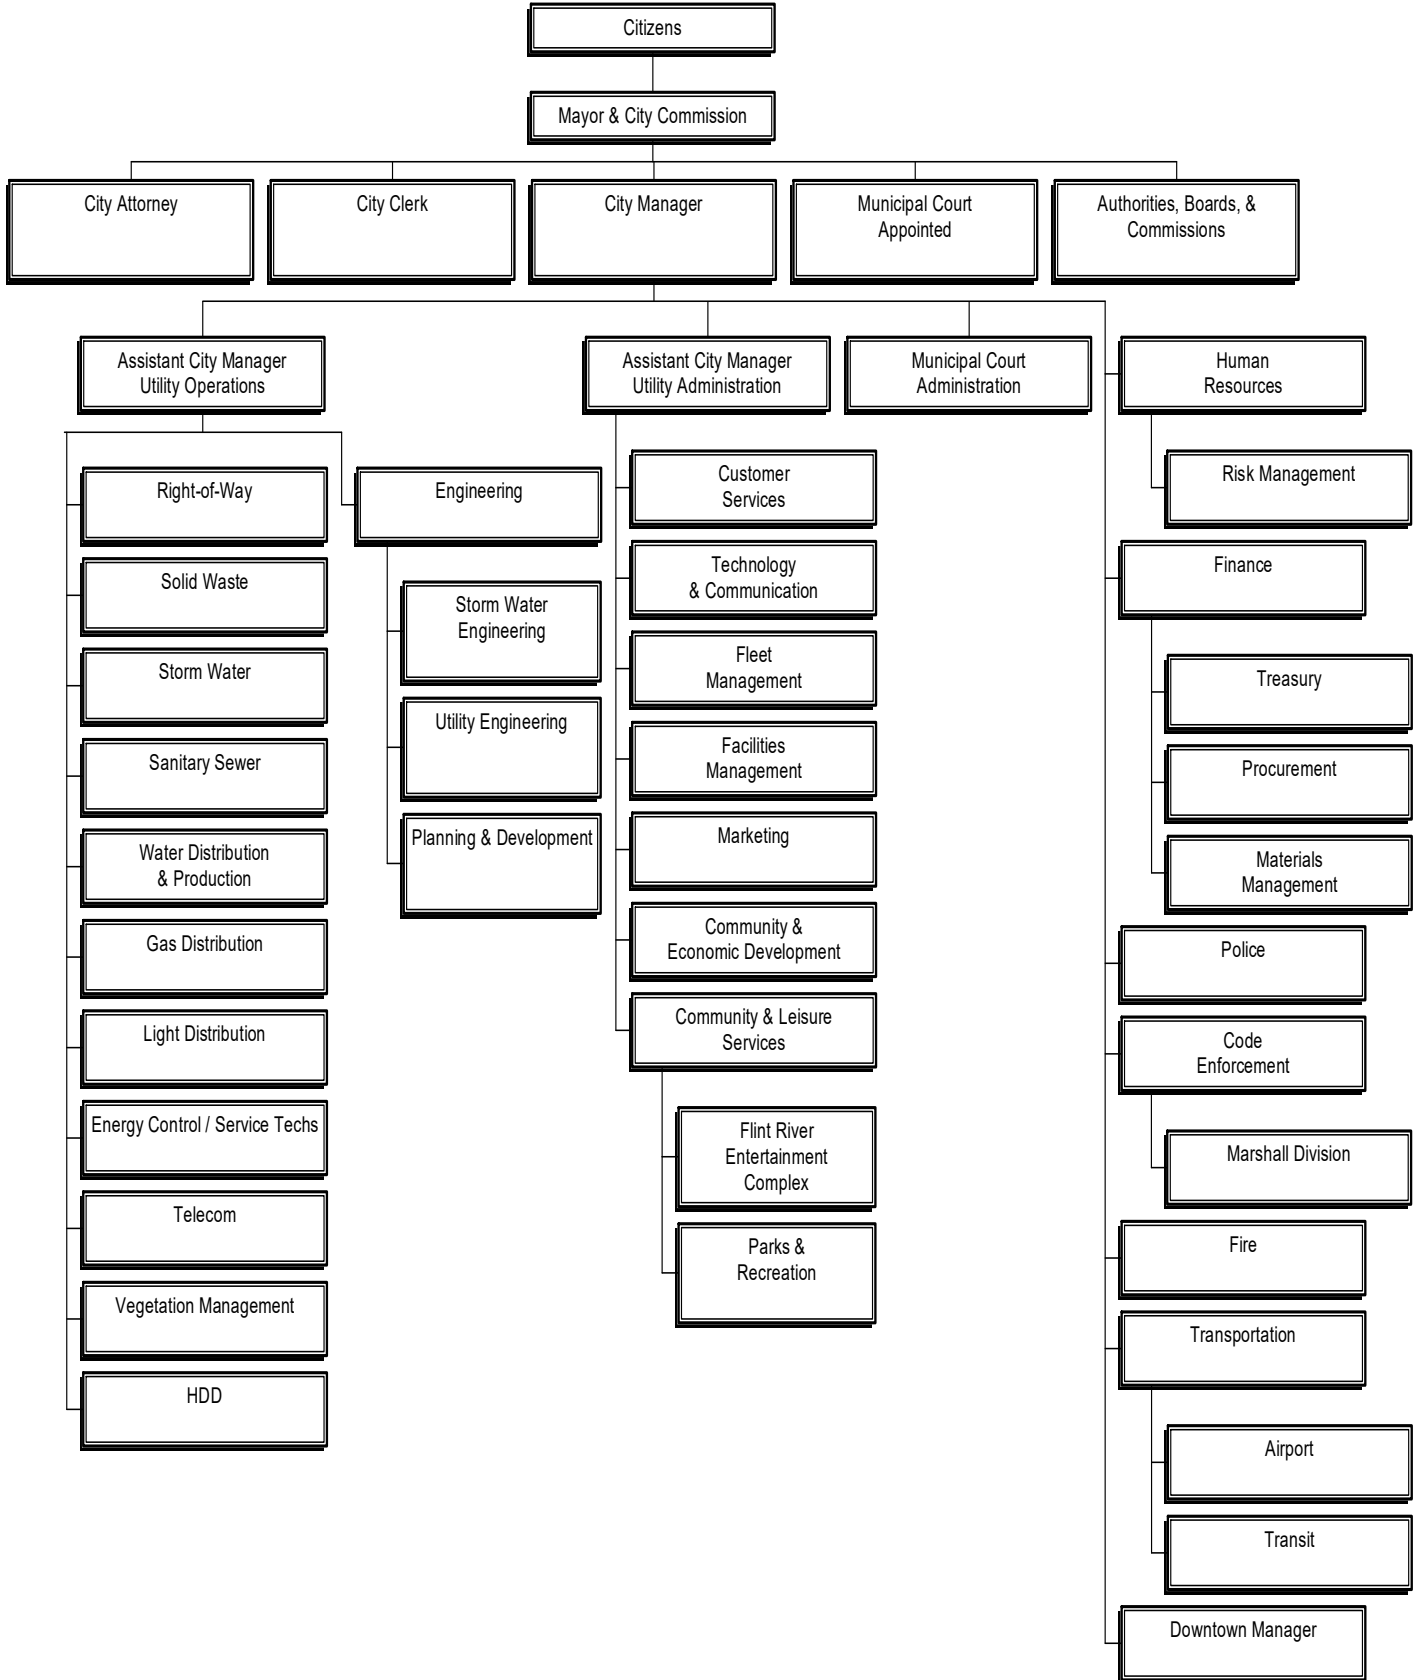 Citizens
Mayor & City Commission
City Attorney
City Clerk
City Manager
Municipal Court
Appointed
Authorities, Boards, &
Commissions
Assistant City Manager
Utility Operations
Assistant City Manager
Utility Administration
Municipal Court
Administration
Human
Resources
Right-of-Way
Solid Waste
Storm Water
Sanitary Sewer
Water Distribution
& Production
Gas Distribution
Light Distribution
Energy Control / Service Techs
Telecom
Vegetation Management
HDD
Engineering
Storm Water
Engineering
Utility Engineering
Planning & Development
Customer
Services
Technology
& Communication
Fleet
Management
Facilities
Management
Marketing
Community &
Economic Development
Community & Leisure
Services
Flint River
Entertainment
Complex
Parks &
Recreation
Risk Management
Finance
Treasury
Procurement
Materials
Management
Police
Code
Enforcement
Marshall Division
Fire
Transportation
Airport
Transit
Downtown Manager